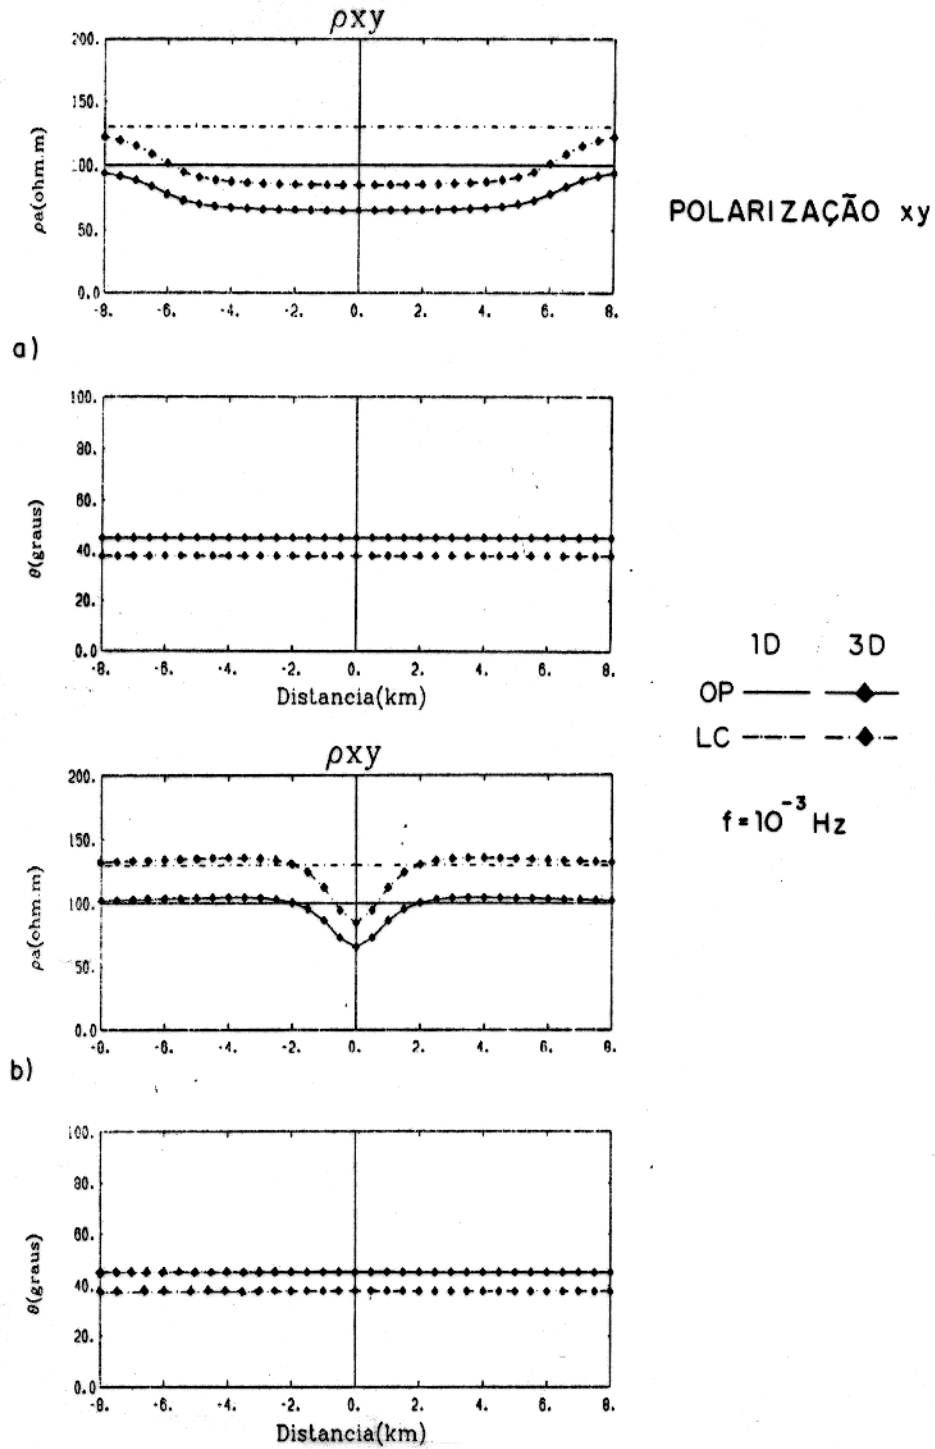 ρxy
200.
150.
100.
50.
0.0
ρa(ohm.m)
-8. -6. -4. -2. 0. 2. 4. 6. 8.
POLARIZAÇÃO xy
a)
100.
80.
60.
40.
20.
0.0
θ(graus)
-8. -6. -4. -2. 0. 2. 4. 6. 8.
Distancia(km)
1D 3D
OP
LC
f = 10⁻³ Hz
ρxy
200.
150.
100.
50.
0.0
ρa(ohm.m)
-8. -6. -4. -2. 0. 2. 4. 6. 8.
b)
100.
80.
60.
40.
20.
0.0
θ(graus)
-8. -6. -4. -2. 0. 2. 4. 6. 8.
Distancia(km)